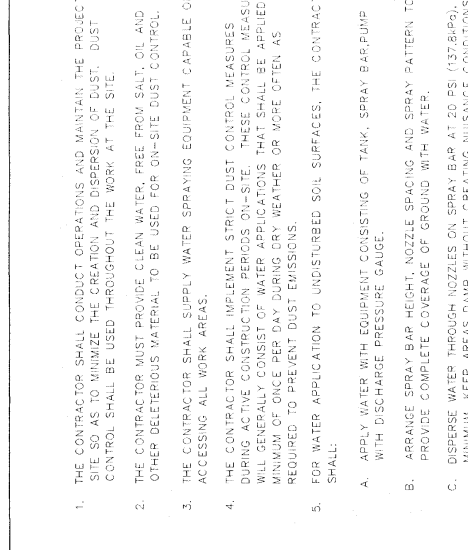 1. THE CONTRACTOR SHALL CONDUCT OPERATIONS AND MAINTAIN THE PROJECT
SITE SO AS TO MINIMIZE THE CREATION AND DISPERSION OF DUST. DUST
CONTROL SHALL BE USED THROUGHOUT THE WORK AT THE SITE.
2. THE CONTRACTOR MUST PROVIDE CLEAN WATER, FREE FROM SALT, OIL AND
OTHER DELETERIOUS MATERIAL TO BE USED FOR ON-SITE DUST CONTROL.
3. THE CONTRACTOR SHALL SUPPLY WATER SPRAYING EQUIPMENT CAPABLE O
ACCESSING ALL WORK AREAS.
4. THE CONTRACTOR SHALL IMPLEMENT STRICT DUST CONTROL MEASURES
DURING ACTIVE CONSTRUCTION PERIODS ON-SITE. THESE CONTROL MEASU
WILL GENERALLY CONSIST OF WATER APPLICATIONS THAT SHALL BE APPLIED
MINIMUM OF ONCE PER DAY DURING DRY WEATHER OR MORE OFTEN AS
REQUIRED TO PREVENT DUST EMISSIONS.
5. FOR WATER APPLICATION TO UNDISTURBED SOIL SURFACES, THE CONTRAC
SHALL:
A. APPLY WATER WITH EQUIPMENT CONSISTING OF TANK, SPRAY BAR, PUMP
WITH DISCHARGE PRESSURE GAUGE.
B. ARRANGE SPRAY BAR HEIGHT, NOZZLE SPACING AND SPRAY PATTERN TO
PROVIDE COMPLETE COVERAGE OF GROUND WITH WATER.
C. DISPERSE WATER THROUGH NOZZLES ON SPRAY BAR AT 20 PSI (137.8kPa),
MINIMUM. KEEP AREAS DAMP WITHOUT CREATING NUISANCE CONDITIONS